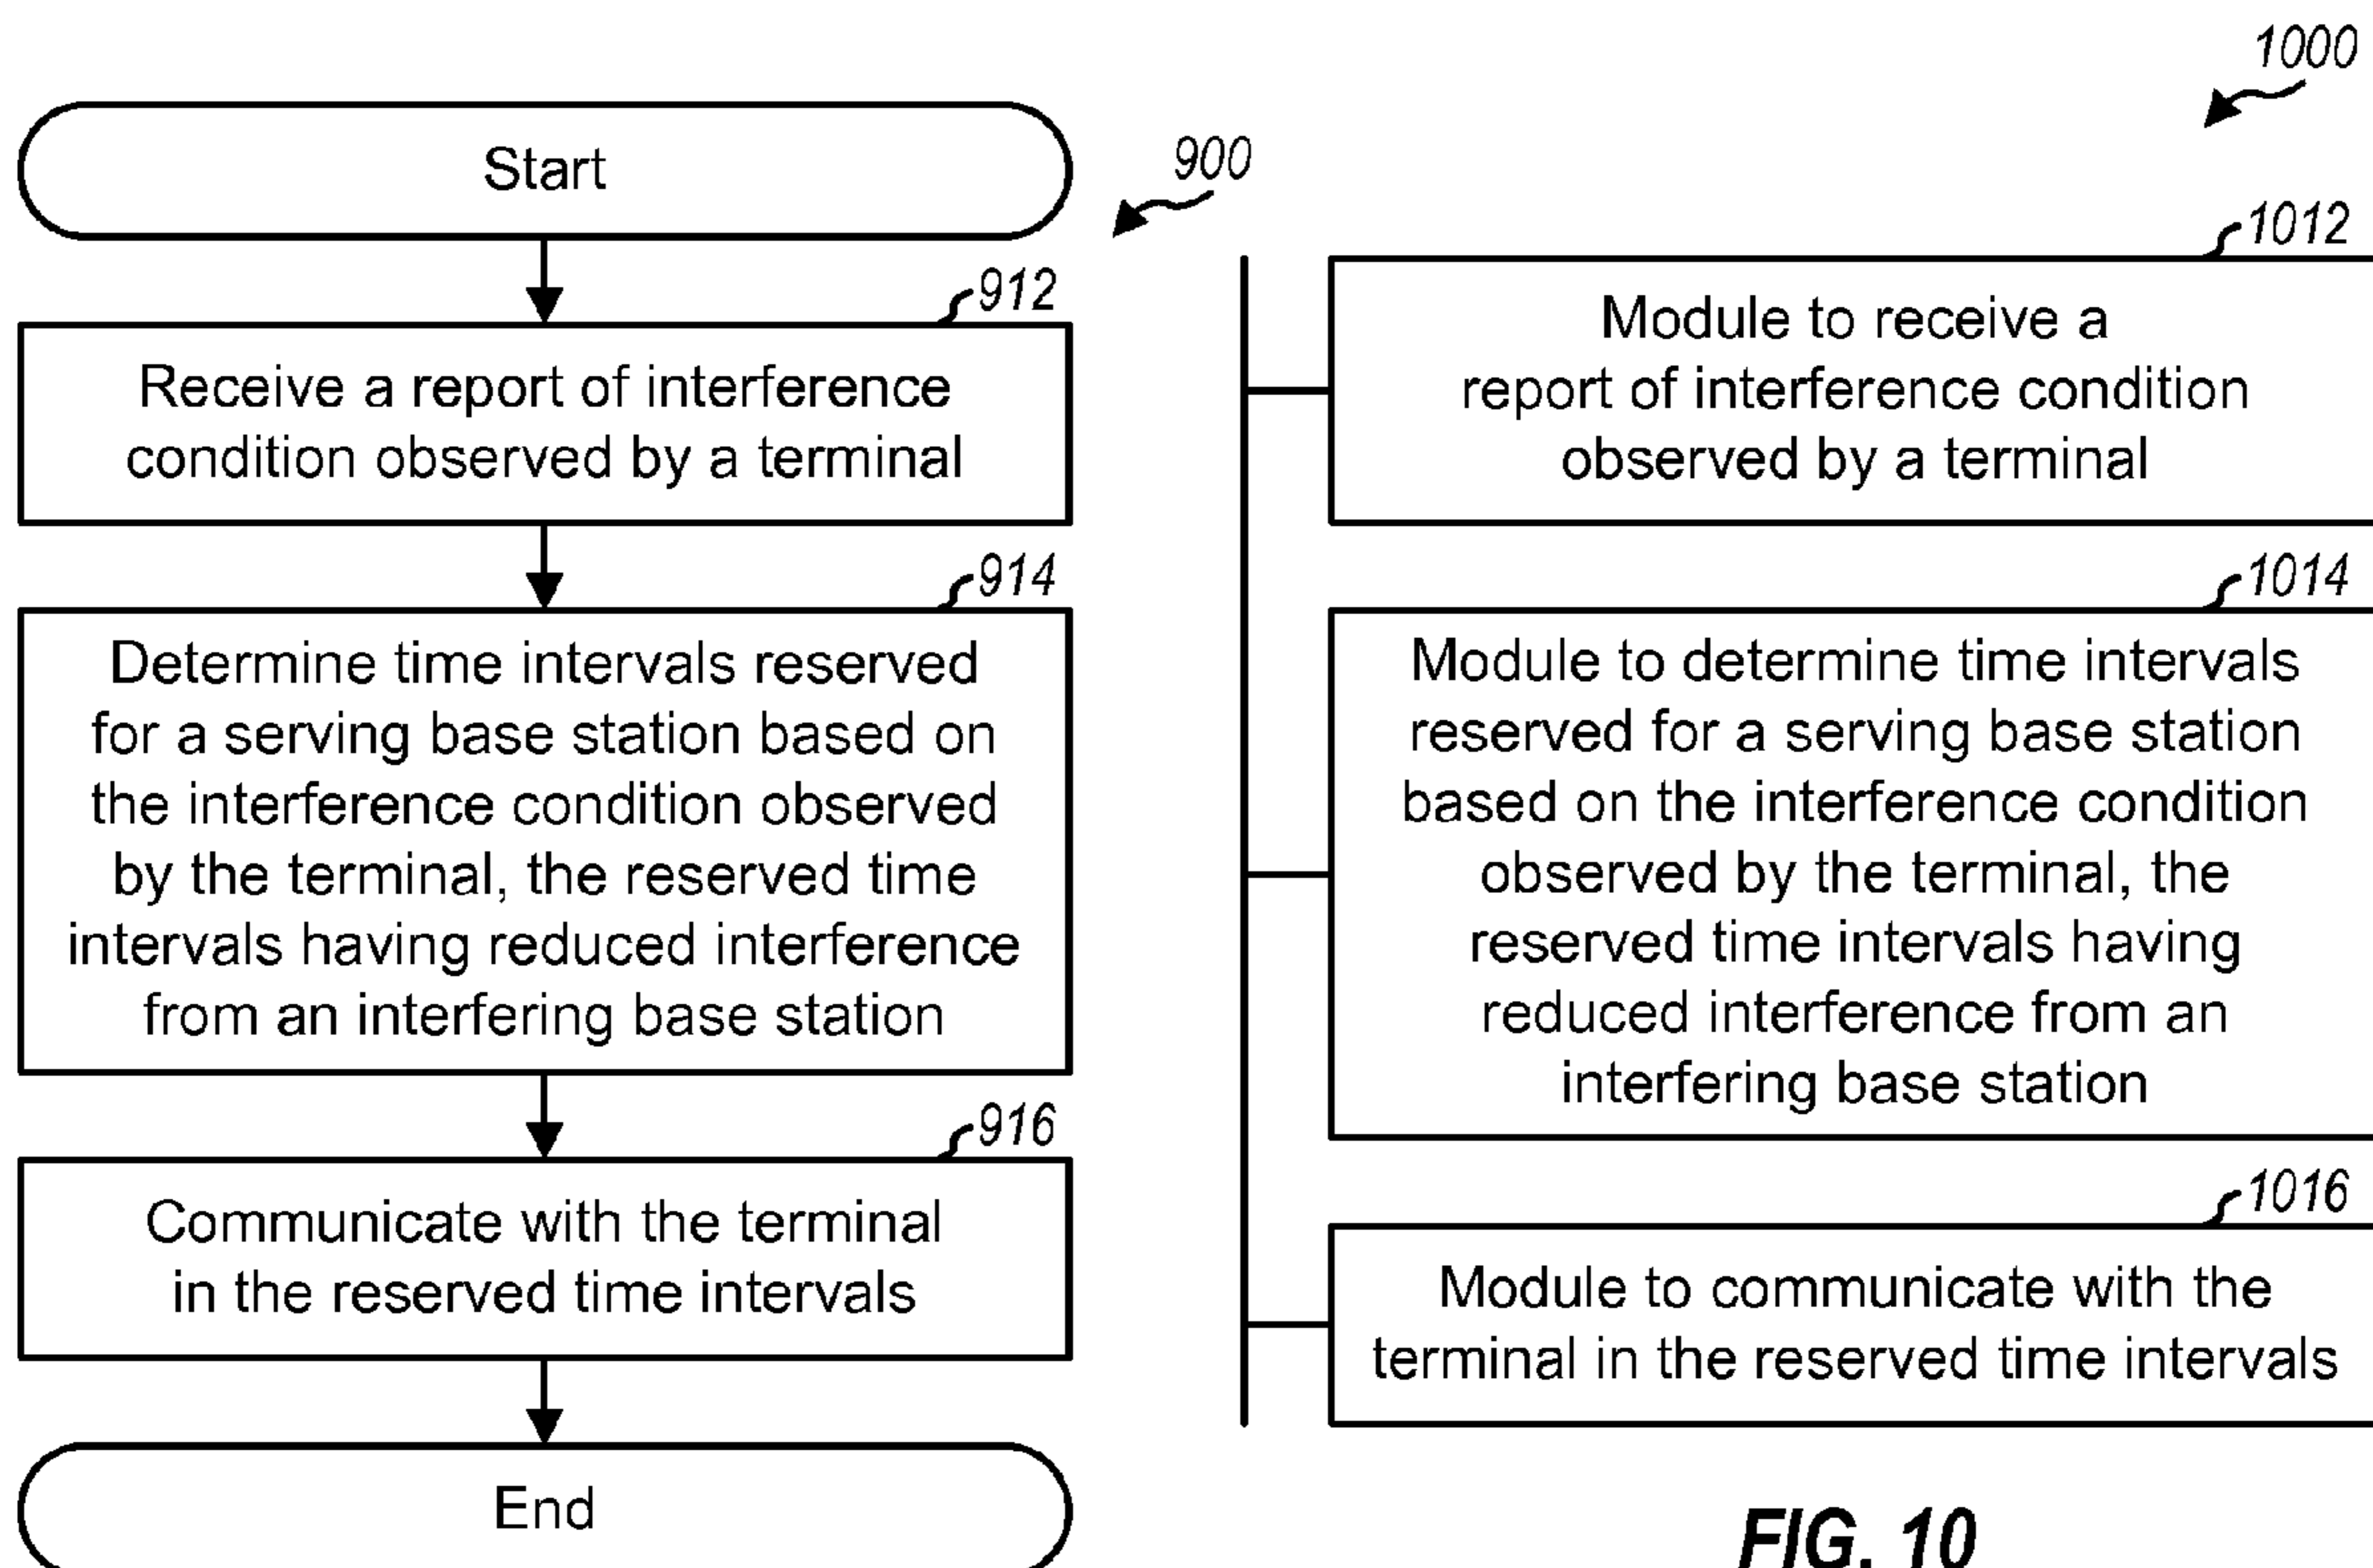 Start
900
912
Receive a report of interference
condition observed by a terminal
914
Determine time intervals reserved
for a serving base station based on
the interference condition observed
by the terminal, the reserved time
intervals having reduced interference
from an interfering base station
916
Communicate with the terminal
in the reserved time intervals
End
1000
1012
Module to receive a
report of interference condition
observed by a terminal
1014
Module to determine time intervals
reserved for a serving base station
based on the interference condition
observed by the terminal, the
reserved time intervals having
reduced interference from an
interfering base station
1016
Module to communicate with the
terminal in the reserved time intervals
FIG. 10